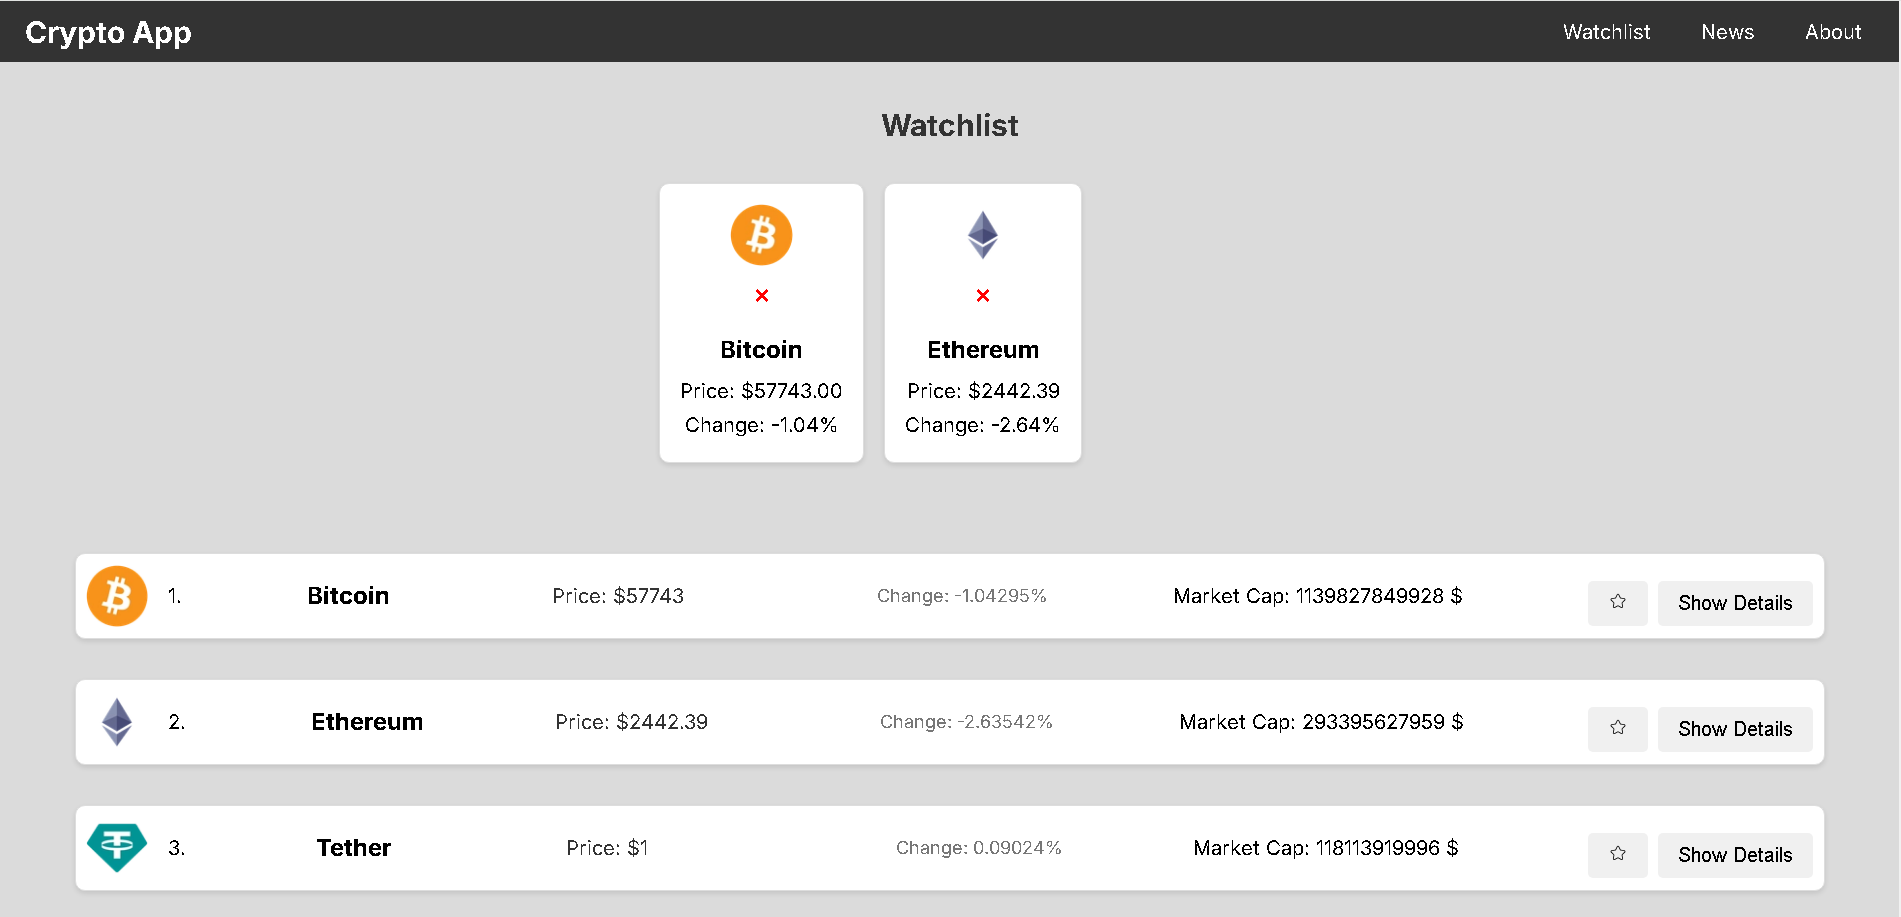 Crypto App Watchlist News About
Watchlist
Bitcoin
Price: $57743.00
Change: -1.04%
Ethereum
Price: $2442.39
Change: -2.64%
1. Bitcoin Price: $57743 Change: -1.04295% Market Cap: 1139827849928 $ Show Details
2. Ethereum Price: $2442.39 Change: -2.63542% Market Cap: 293395627959 $ Show Details
3. Tether Price: $1 Change: 0.09024% Market Cap: 118113919996 $ Show Details